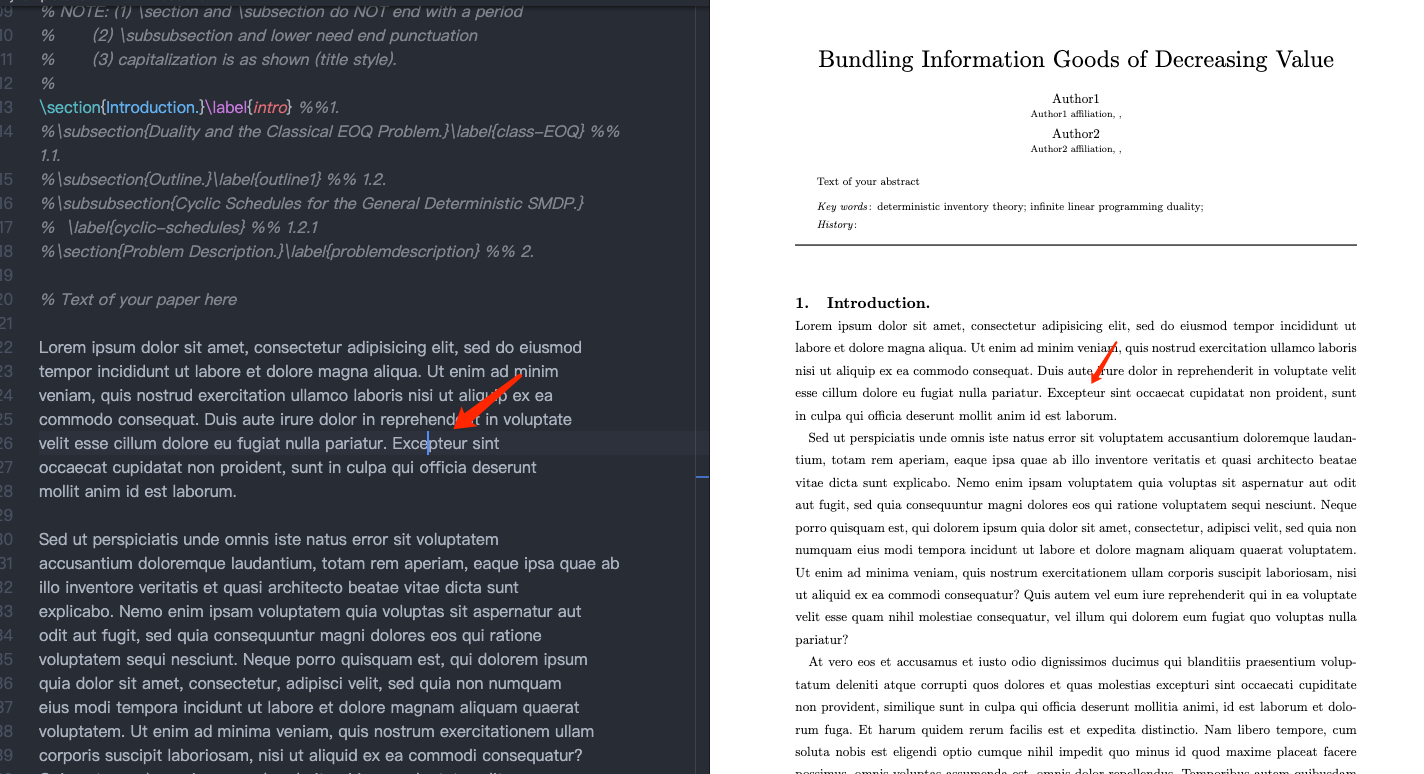 09 % NOTE: (1) \section and \subsection do NOT end with a period
10 % (2) \subsubsection and lower need end punctuation
11 % (3) capitalization is as shown (title style).
12 %
13 \section{Introduction.}\label{intro} %%1.
14 %\subsection{Duality and the Classical EOQ Problem.}\label{class-EOQ} %%
1.1.
15 %\subsection{Outline.}\label{outline1} %% 1.2.
16 %\subsubsection{Cyclic Schedules for the General Deterministic SMDP.}
17 % \label{cyclic-schedules} %% 1.2.1
18 %\section{Problem Description.}\label{problemdescription} %% 2.
19
20 % Text of your paper here
21
22 Lorem ipsum dolor sit amet, consectetur adipisicing elit, sed do eiusmod
23 tempor incididunt ut labore et dolore magna aliqua. Ut enim ad minim
24 veniam, quis nostrud exercitation ullamco laboris nisi ut aliquip ex ea
25 commodo consequat. Duis aute irure dolor in reprehenderit in voluptate
26 velit esse cillum dolore eu fugiat nulla pariatur. Excepteur sint
27 occaecat cupidatat non proident, sunt in culpa qui officia deserunt
28 mollit anim id est laborum.
29
30 Sed ut perspiciatis unde omnis iste natus error sit voluptatem
31 accusantium doloremque laudantium, totam rem aperiam, eaque ipsa quae ab
32 illo inventore veritatis et quasi architecto beatae vitae dicta sunt
33 explicabo. Nemo enim ipsam voluptatem quia voluptas sit aspernatur aut
34 odit aut fugit, sed quia consequuntur magni dolores eos qui ratione
35 voluptatem sequi nesciunt. Neque porro quisquam est, qui dolorem ipsum
36 quia dolor sit amet, consectetur, adipisci velit, sed quia non numquam
37 eius modi tempora incidunt ut labore et dolore magnam aliquam quaerat
38 voluptatem. Ut enim ad minima veniam, quis nostrum exercitationem ullam
39 corporis suscipit laboriosam, nisi ut aliquid ex ea commodi consequatur?
Bundling Information Goods of Decreasing Value
Author1
Author1 affiliation, ,
Author2
Author2 affiliation, ,
Text of your abstract
Key words: deterministic inventory theory; infinite linear programming duality;
History:
1. Introduction.
Lorem ipsum dolor sit amet, consectetur adipisicing elit, sed do eiusmod tempor incididunt ut
labore et dolore magna aliqua. Ut enim ad minim veniam, quis nostrud exercitation ullamco laboris
nisi ut aliquip ex ea commodo consequat. Duis aute irure dolor in reprehenderit in voluptate velit
esse cillum dolore eu fugiat nulla pariatur. Excepteur sint occaecat cupidatat non proident, sunt
in culpa qui officia deserunt mollit anim id est laborum.
Sed ut perspiciatis unde omnis iste natus error sit voluptatem accusantium doloremque laudan-
tium, totam rem aperiam, eaque ipsa quae ab illo inventore veritatis et quasi architecto beatae
vitae dicta sunt explicabo. Nemo enim ipsam voluptatem quia voluptas sit aspernatur aut odit
aut fugit, sed quia consequuntur magni dolores eos qui ratione voluptatem sequi nesciunt. Neque
porro quisquam est, qui dolorem ipsum quia dolor sit amet, consectetur, adipisci velit, sed quia non
numquam eius modi tempora incidunt ut labore et dolore magnam aliquam quaerat voluptatem.
Ut enim ad minima veniam, quis nostrum exercitationem ullam corporis suscipit laboriosam, nisi
ut aliquid ex ea commodi consequatur? Quis autem vel eum iure reprehenderit qui in ea voluptate
velit esse quam nihil molestiae consequatur, vel illum qui dolorem eum fugiat quo voluptas nulla
pariatur?
At vero eos et accusamus et iusto odio dignissimos ducimus qui blanditiis praesentium volup-
tatum deleniti atque corrupti quos dolores et quas molestias excepturi sint occaecati cupiditate
non provident, similique sunt in culpa qui officia deserunt mollitia animi, id est laborum et dolo-
rum fuga. Et harum quidem rerum facilis est et expedita distinctio. Nam libero tempore, cum
soluta nobis est eligendi optio cumque nihil impedit quo minus id quod maxime placeat facere
possimus, omnis voluptas assumenda est, omnis dolor repellendus. Temporibus autem quibusdam